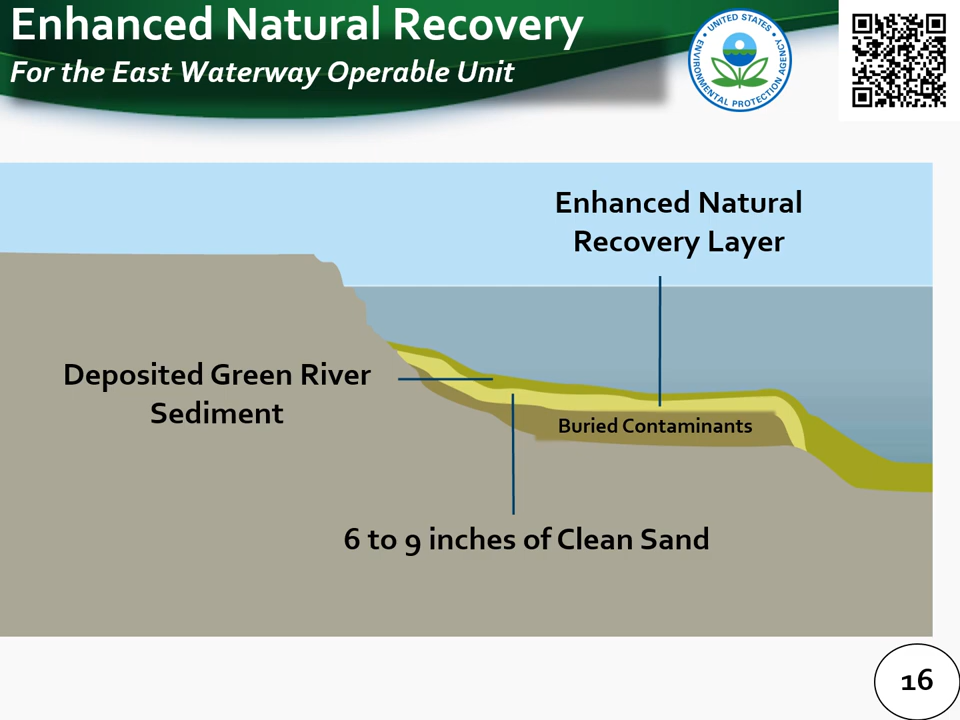 Enhanced Natural Recovery
For the East Waterway Operable Unit
UNITED STATES
ENVIRONMENTAL PROTECTION AGENCY
Enhanced Natural
Recovery Layer
Deposited Green River
Sediment
Buried Contaminants
6 to 9 inches of Clean Sand
16